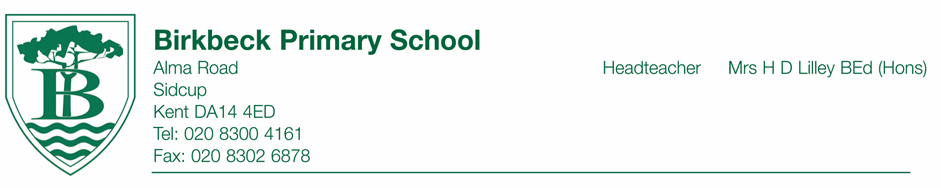 Birkbeck Primary School
Alma Road
Headteacher Mrs H D Lilley BEd (Hons)
Sidcup
Kent DA14 4ED
Tel: 020 8300 4161
Fax: 020 8302 6878
B